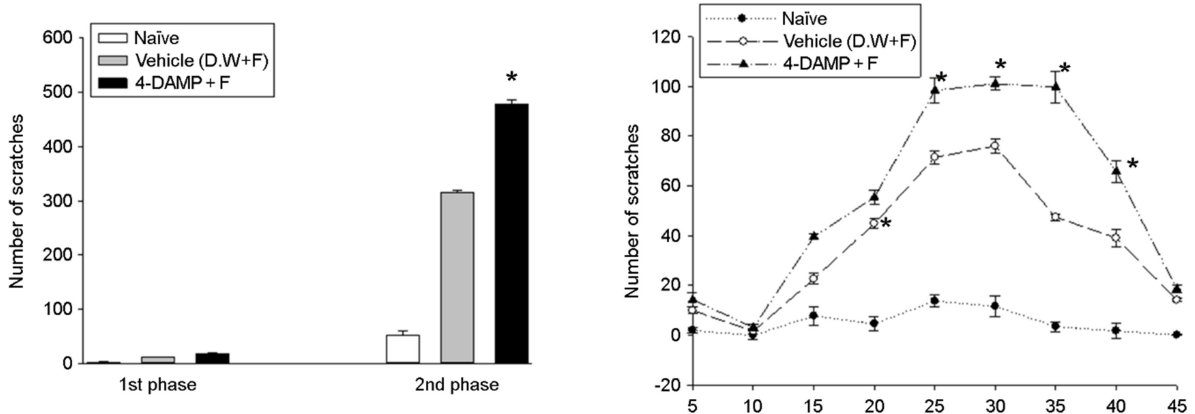 Number of scratches
600
500
400
300
200
100
0
Naïve
Vehicle (D.W+F)
4-DAMP + F
*
1st phase
2nd phase
Number of scratches
120
100
80
60
40
20
0
-20
Naïve
Vehicle (D.W+F)
4-DAMP + F
*
*
*
*
*
5 10 15 20 25 30 35 40 45